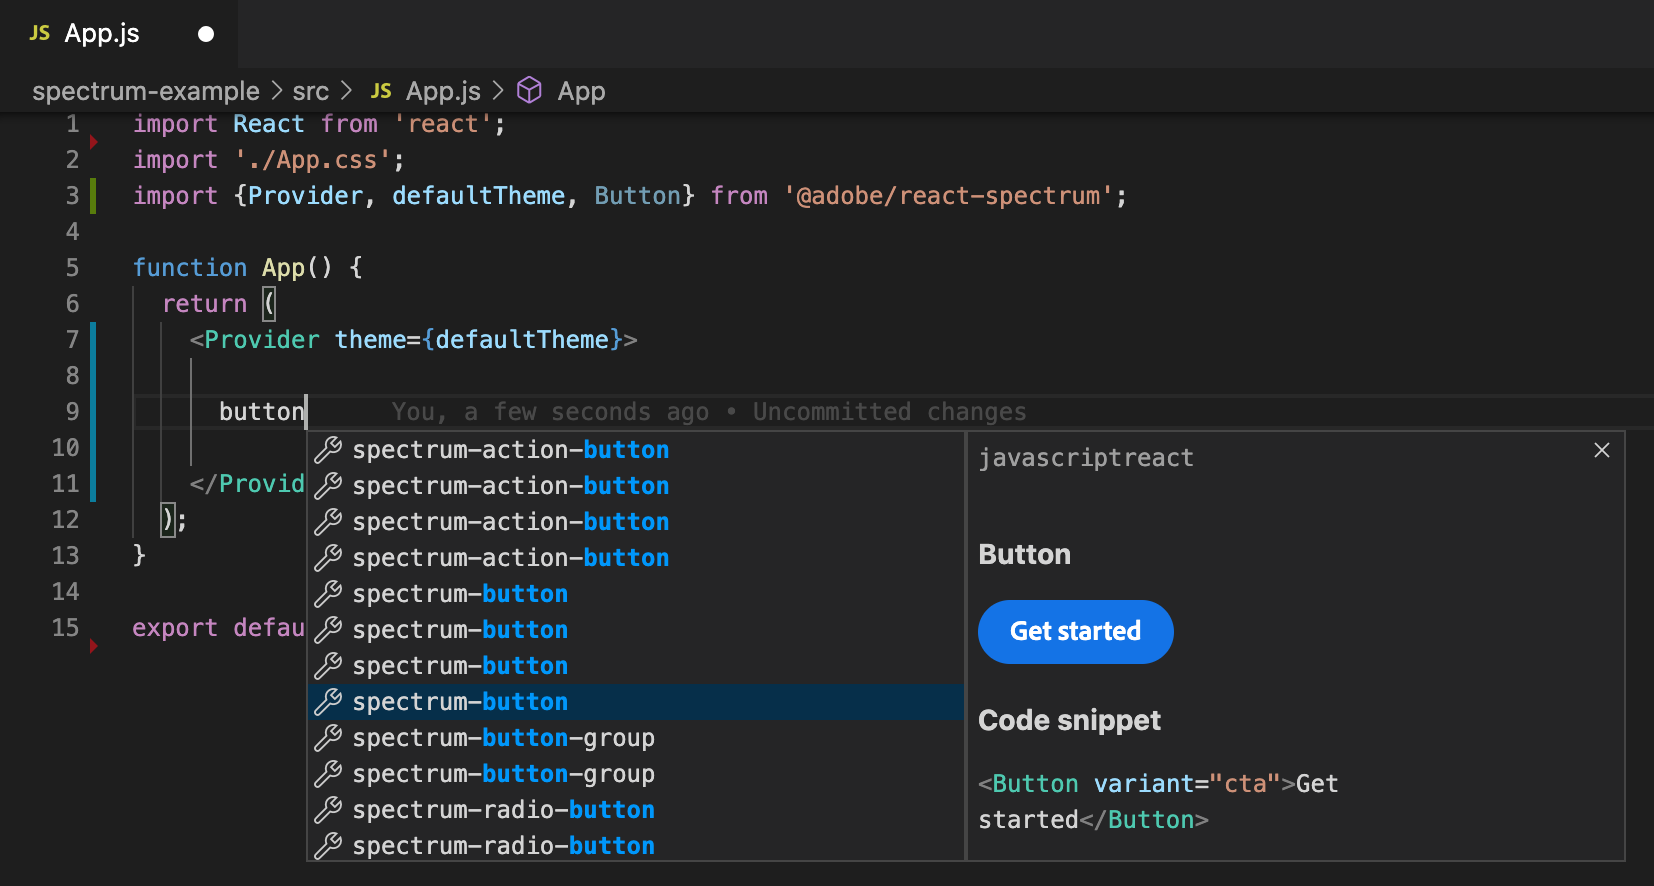 JS App.js
spectrum-example > src > JS App.js > App
1 import React from 'react';
2 import './App.css';
3 import {Provider, defaultTheme, Button} from '@adobe/react-spectrum';
4
5 function App() {
6 return (
7 <Provider theme={defaultTheme}>
8
9 button You, a few seconds ago • Uncommitted changes
10
11 </Provid
12 );
13 }
14
15 export defau
spectrum-action-button
spectrum-action-button
spectrum-action-button
spectrum-action-button
spectrum-button
spectrum-button
spectrum-button
spectrum-button
spectrum-button-group
spectrum-button-group
spectrum-radio-button
spectrum-radio-button
javascriptreact
Button
Get started
Code snippet
<Button variant="cta">Get
started</Button>